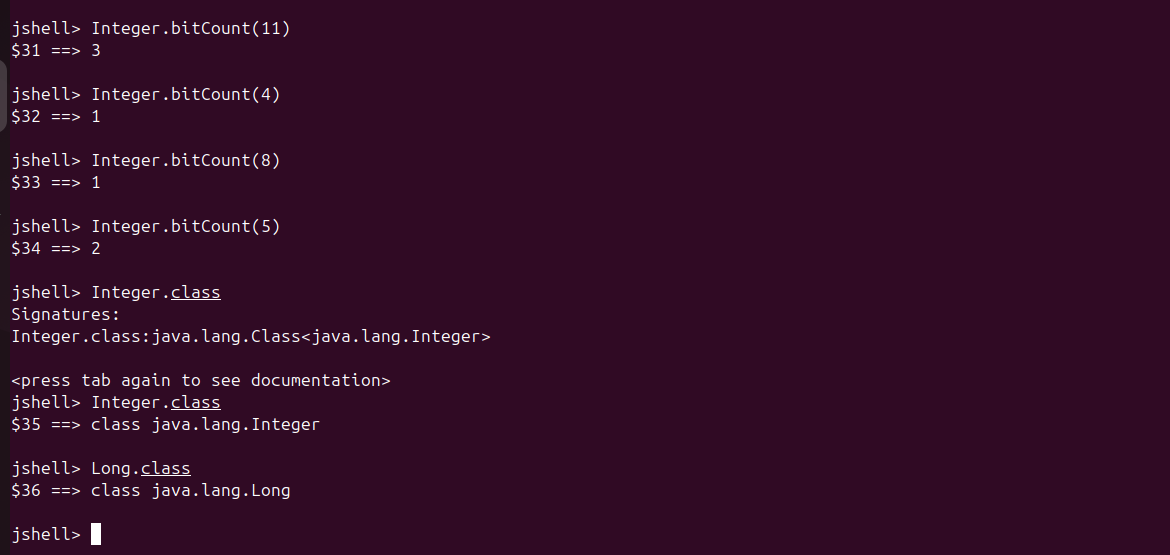 jshell> Integer.bitCount(11)
$31 ==> 3
jshell> Integer.bitCount(4)
$32 ==> 1
jshell> Integer.bitCount(8)
$33 ==> 1
jshell> Integer.bitCount(5)
$34 ==> 2
jshell> Integer.class
Signatures:
Integer.class:java.lang.Class<java.lang.Integer>
<press tab again to see documentation>
jshell> Integer.class
$35 ==> class java.lang.Integer
jshell> Long.class
$36 ==> class java.lang.Long
jshell>